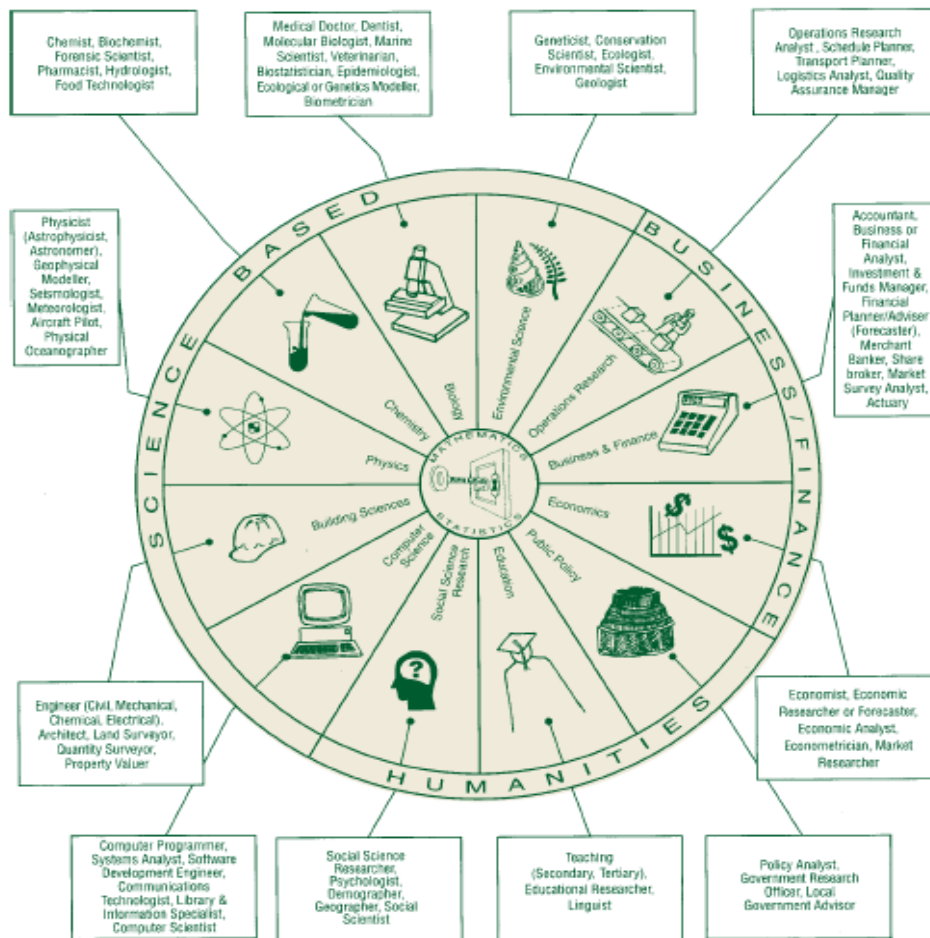 Chemist, Biochemist,
Forensic Scientist,
Pharmacist, Hydrologist,
Food Technologist
Medical Doctor, Dentist,
Molecular Biologist, Marine
Scientist, Veterinarian,
Biostatistician, Epidemiologist,
Ecological or Genetics Modeller,
Biometrician
Geneticist, Conservation
Scientist, Ecologist,
Environmental Scientist,
Geologist
Operations Research
Analyst , Schedule Planner,
Transport Planner,
Logistics Analyst, Quality
Assurance Manager
Physicist
(Astrophysicist,
Astronomer),
Geophysical
Modeller,
Seismologist,
Meteorologist,
Aircraft Pilot,
Physical
Oceanographer
Accountant,
Business or
Financial
Analyst,
Investment &
Funds Manager,
Financial
Planner/Adviser
(Forecaster),
Merchant
Banker, Share
broker, Market
Survey Analyst,
Actuary
SCIENCE BASED
BUSINESS/FINANCE
HUMANITIES
Chemistry
Biology
Environmental Science
Operations Research
Business & Finance
Physics
MATHEMATICS
STATISTICS
Economics
Building Sciences
Computer
Science
Social Science
Research
Education
Public Policy
?
$
$
Engineer (Civil, Mechanical,
Chemical, Electrical),
Architect, Land Surveyor,
Quantity Surveyor,
Property Valuer
Economist, Economic
Researcher or Forecaster,
Economic Analyst,
Econometrician, Market
Researcher
Computer Programmer,
Systems Analyst, Software
Development Engineer,
Communications
Technologist, Library &
Information Specialist,
Computer Scientist
Social Science
Researcher,
Psychologist,
Demographer,
Geographer, Social
Scientist
Teaching
(Secondary, Tertiary),
Educational Researcher,
Linguist
Policy Analyst,
Government Research
Officer, Local
Government Advisor